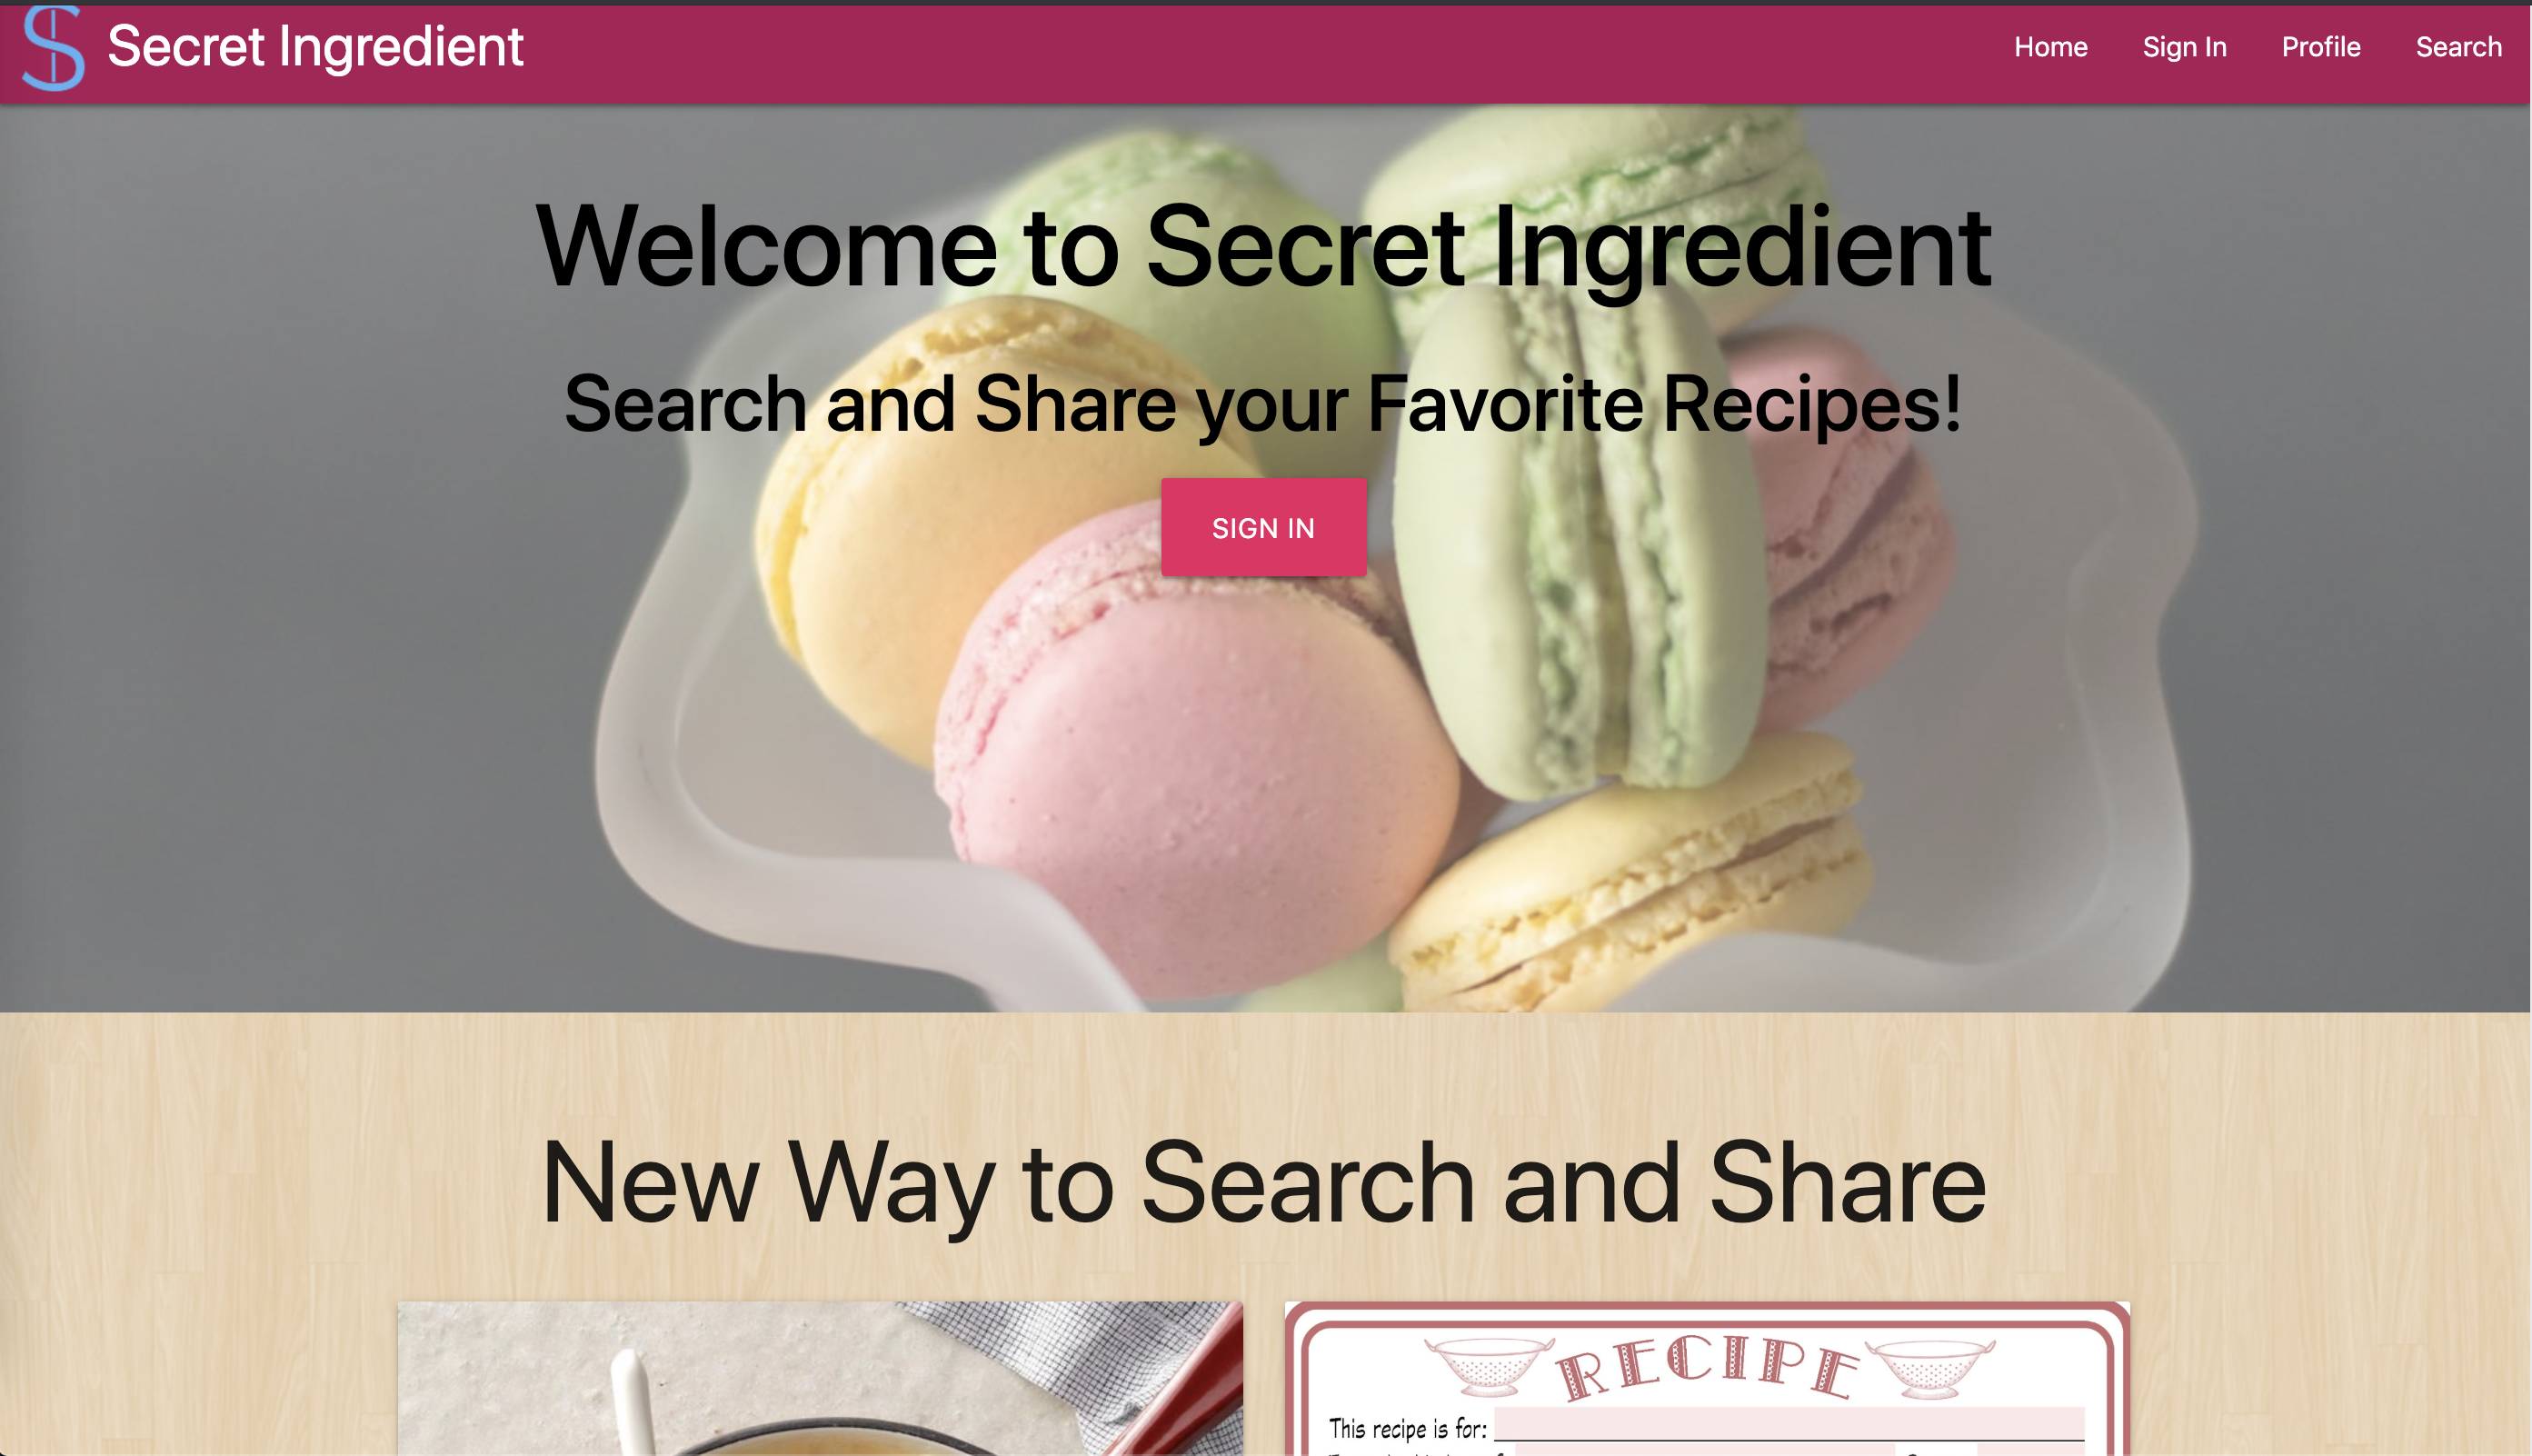 Secret Ingredient
Home Sign In Profile Search
Welcome to Secret Ingredient
Search and Share your Favorite Recipes!
SIGN IN
New Way to Search and Share
RECIPE
This recipe is for: